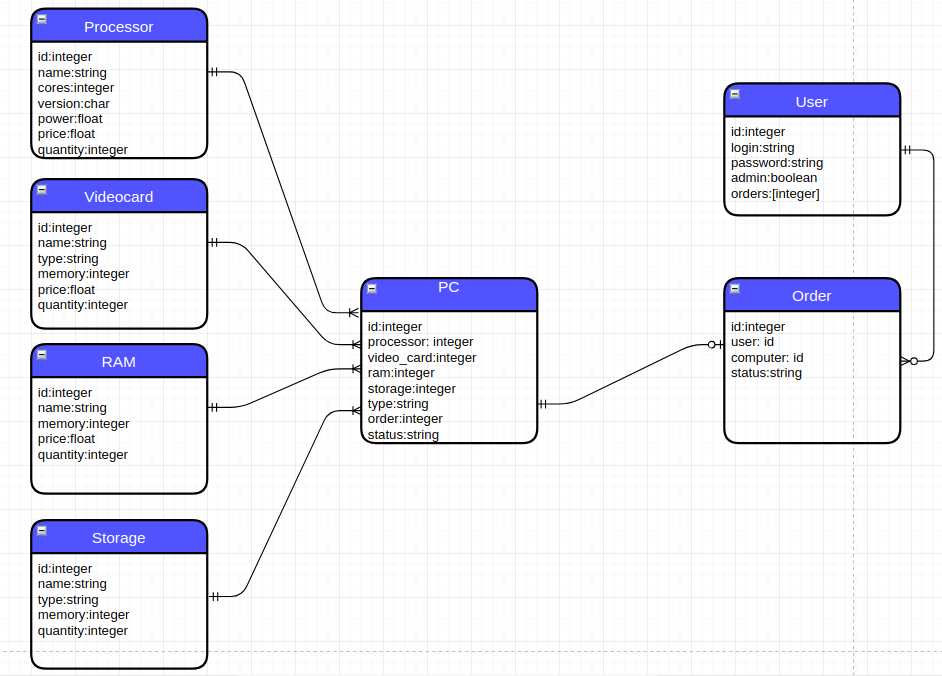 Processor
id:integer
name:string
cores:integer
version:char
power:float
price:float
quantity:integer
Videocard
id:integer
name:string
type:string
memory:integer
price:float
quantity:integer
RAM
id:integer
name:string
memory:integer
price:float
quantity:integer
Storage
id:integer
name:string
type:string
memory:integer
quantity:integer
PC
id:integer
processor: integer
video_card:integer
ram:integer
storage:integer
type:string
order:integer
status:string
User
id:integer
login:string
password:string
admin:boolean
orders:[integer]
Order
id:integer
user: id
computer: id
status:string